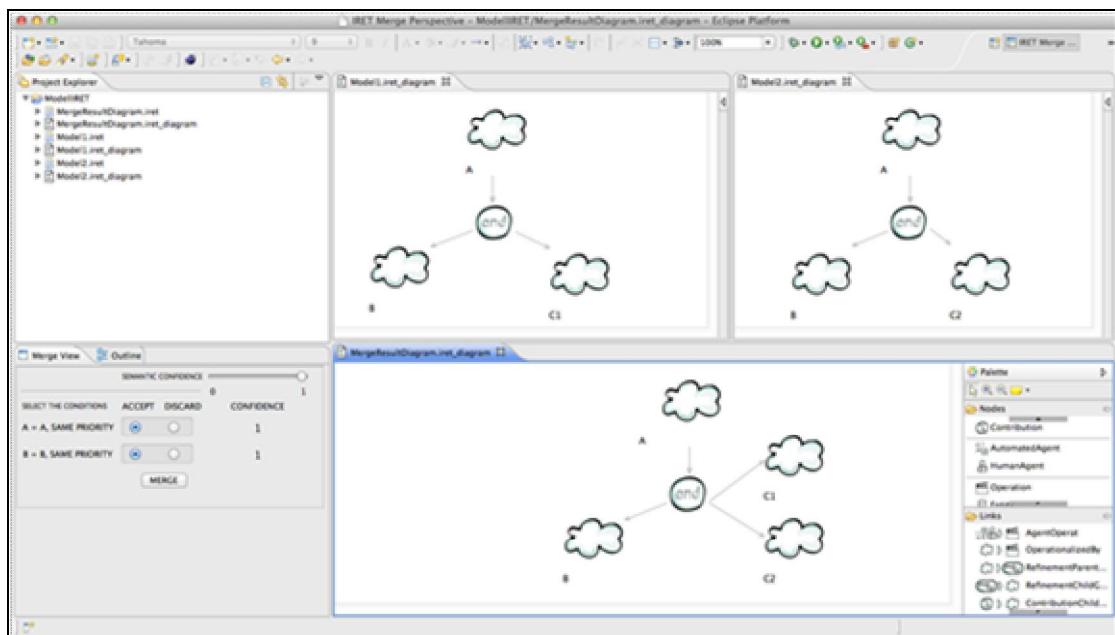 IRET Merge Perspective – ModelIRET/MergeResultDiagram.iret_diagram – Eclipse Platform
Tahoma 9 100% IRET Merge ...
Project Explorer
ModelIRET
MergeResultDiagram.iret
MergeResultDiagram.iret_diagram
Model1.iret
Model1.iret_diagram
Model2.iret
Model2.iret_diagram
Model1.iret_diagram
A
and
B
C1
Model2.iret_diagram
A
and
B
C2
Merge View Outline
SEMANTIC CONFIDENCE
0 1
SELECT THE CONDITIONS ACCEPT DISCARD CONFIDENCE
A = A, SAME PRIORITY 1
B = B, SAME PRIORITY 1
MERGE
MergeResultDiagram.iret_diagram
A
and
C1
B
C2
Palette
Nodes
Contribution
AutomatedAgent
HumanAgent
Operation
Links
AgentOperat
OperationalizedBy
RefinementParent...
RefinementChildG...
ContributionChild...